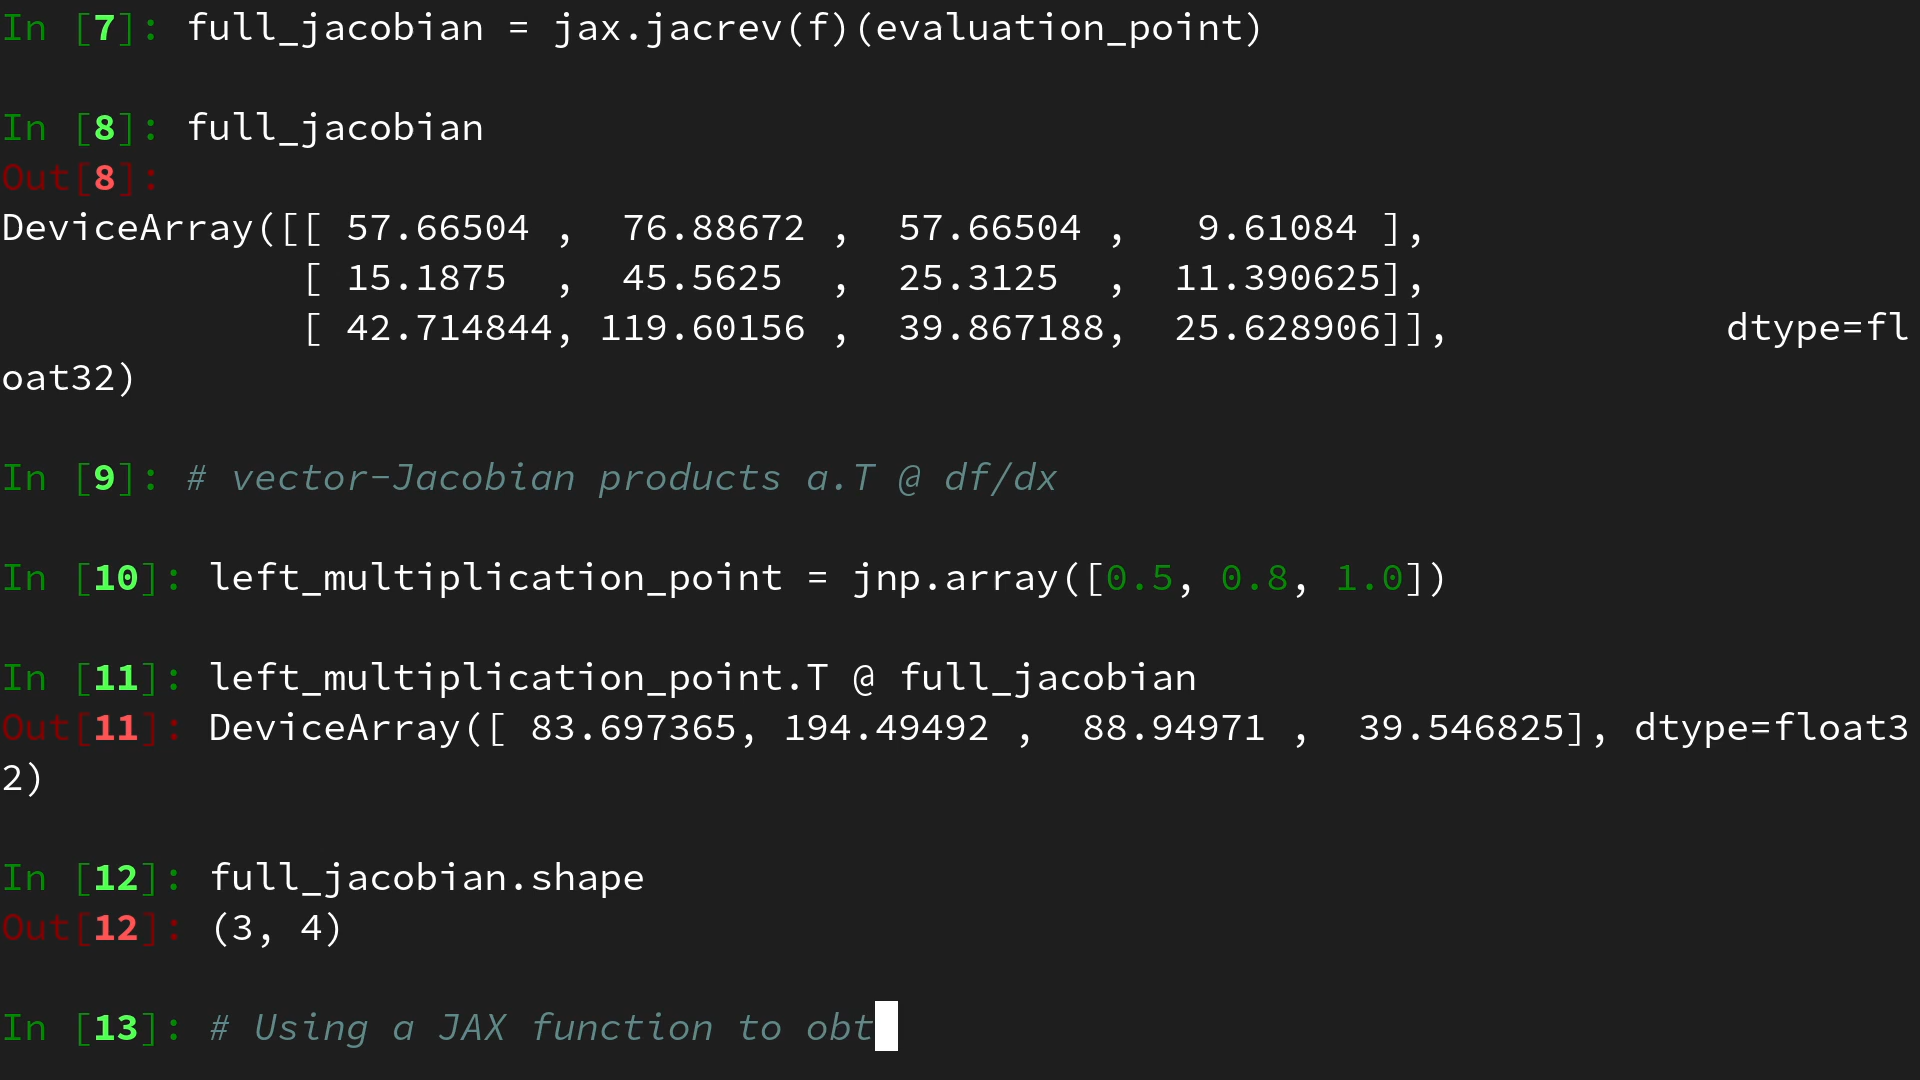 In [7]: full_jacobian = jax.jacrev(f)(evaluation_point)
In [8]: full_jacobian
Out[8]:
DeviceArray([[ 57.66504 ,  76.88672 ,  57.66504 ,   9.61084 ],
             [ 15.1875  ,  45.5625  ,  25.3125  ,  11.390625],
             [ 42.714844, 119.60156 ,  39.867188,  25.628906]],            dtype=fl
oat32)
In [9]: # vector-Jacobian products a.T @ df/dx
In [10]: left_multiplication_point = jnp.array([0.5, 0.8, 1.0])
In [11]: left_multiplication_point.T @ full_jacobian
Out[11]: DeviceArray([ 83.697365, 194.49492 ,  88.94971 ,  39.546825], dtype=float3
2)
In [12]: full_jacobian.shape
Out[12]: (3, 4)
In [13]: # Using a JAX function to obt